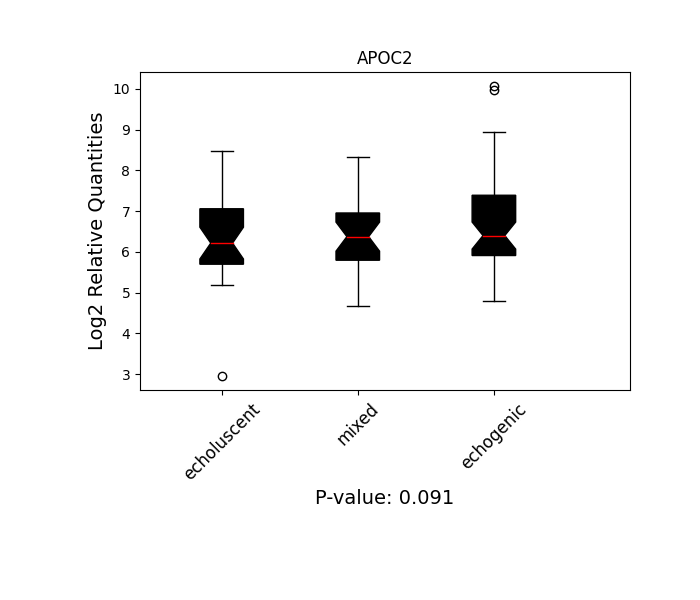 APOC2
Log2 Relative Quantities
10
9
8
7
6
5
4
3
echoluscent
mixed
echogenic
P-value: 0.091